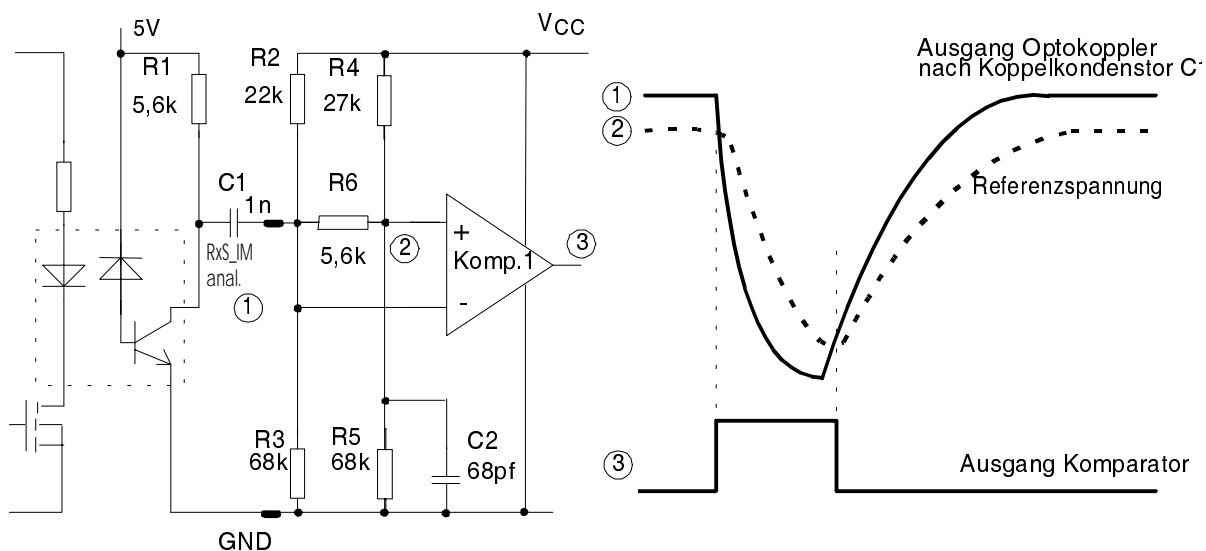 5V
VCC
R1
5,6k
R2
22k
R4
27k
C1
1n
R6
5,6k
RxS_IM
anal.
1
2
+
Komp.1
-
3
R3
68k
R5
68k
C2
68pf
GND
Ausgang Optokoppler
nach Koppelkondenstor C
1
2
Referenzspannung
3
Ausgang Komparator